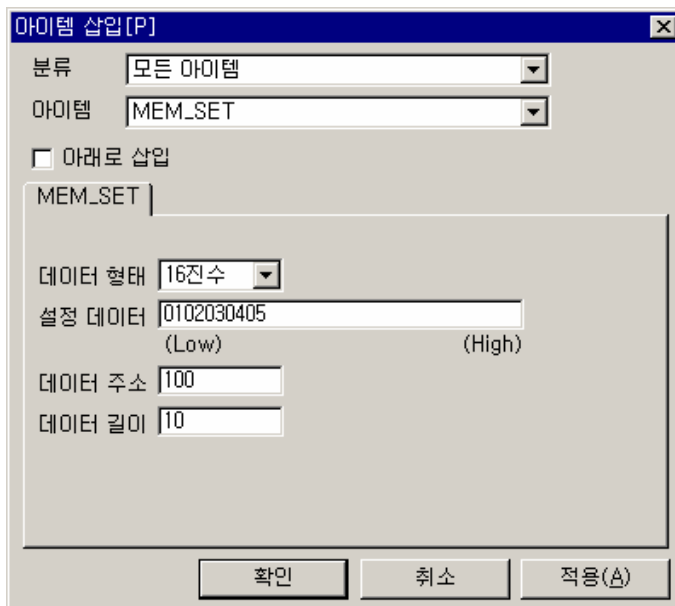 아이템 삽입[P]
분류 모든 아이템
아이템 MEM_SET
아래로 삽입
MEM_SET
데이터 형태 16진수
설정 데이터 0102030405
(Low) (High)
데이터 주소 100
데이터 길이 10
확인 취소 적용(A)